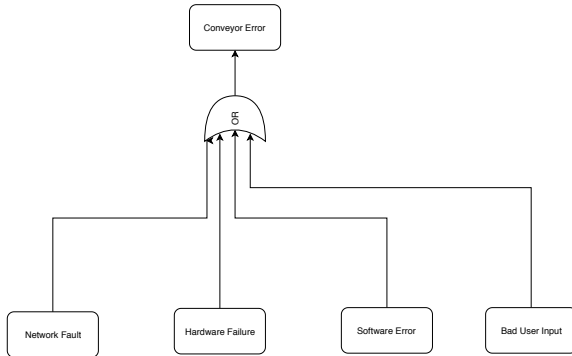 Conveyor Error
OR
Network Fault
Hardware Failure
Software Error
Bad User Input